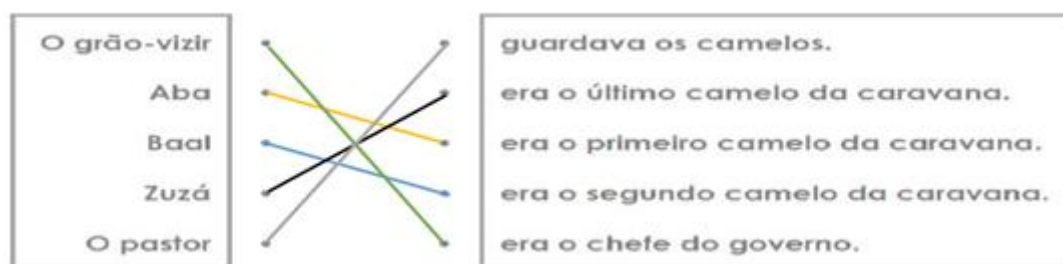 O grão-vizir
Aba
Baal
Zuzá
O pastor
guardava os camelos.
era o último camelo da caravana.
era o primeiro camelo da caravana.
era o segundo camelo da caravana.
era o chefe do governo.